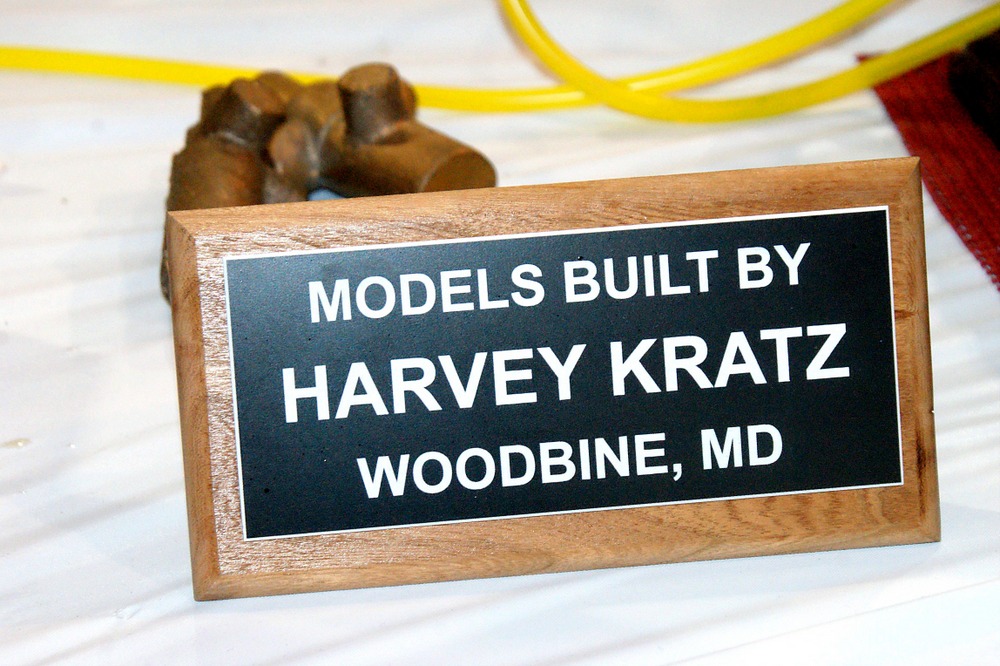 MODELS BUILT BY
HARVEY KRATZ
WOODBINE, MD